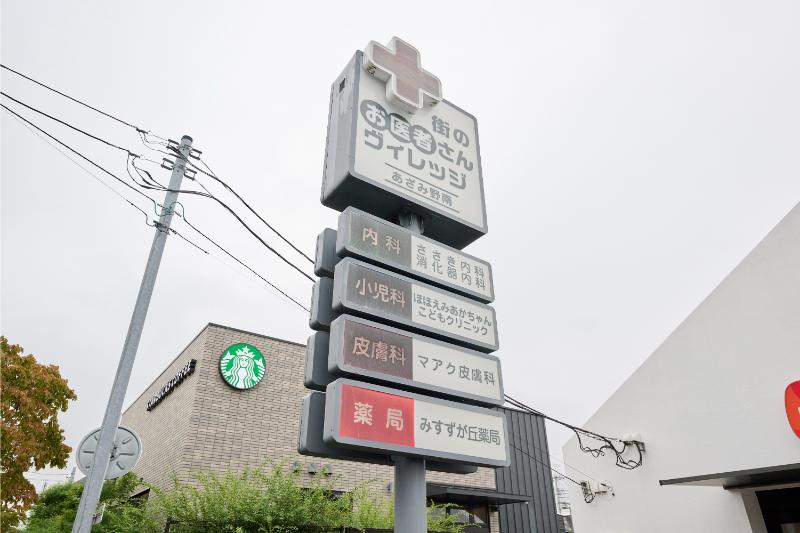 街の
お医者さん
ヴィレッジ
あざみ野南
内科
ささき内科
消化器内科
小児科
ほほえみあかちゃん
こどもクリニック
皮膚科
マアク皮膚科
薬局
みすずが丘薬局
STARBUCKS COFFEE